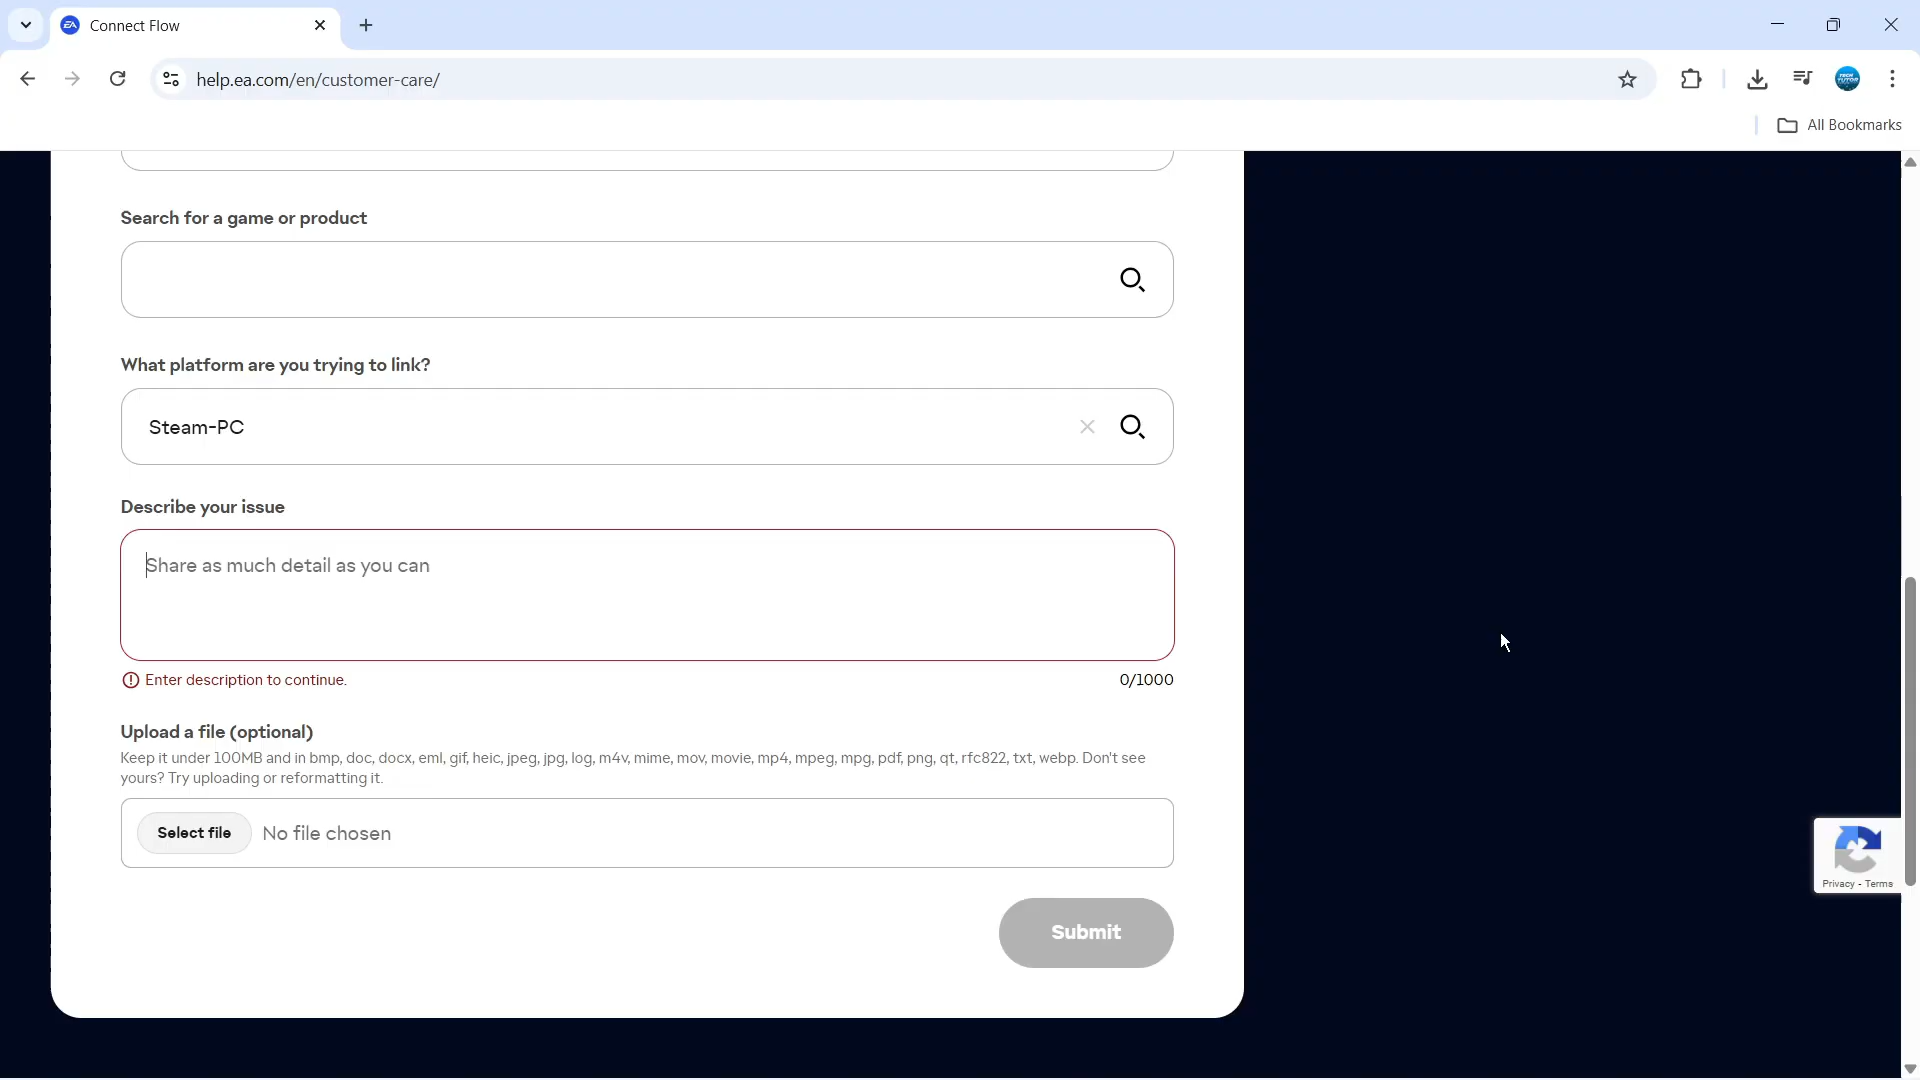 Connect Flow
help.ea.com/en/customer-care/
All Bookmarks
Search for a game or product
What platform are you trying to link?
Steam-PC
Describe your issue
Share as much detail as you can
Enter description to continue.
0/1000
Upload a file (optional)
Keep it under 100MB and in bmp, doc, docx, eml, gif, heic, jpeg, jpg, log, m4v, mime, mov, movie, mp4, mpeg, mpg, pdf, png, qt, rfc822, txt, webp. Don't see
yours? Try uploading or reformatting it.
Select file No file chosen
Privacy - Terms
Submit